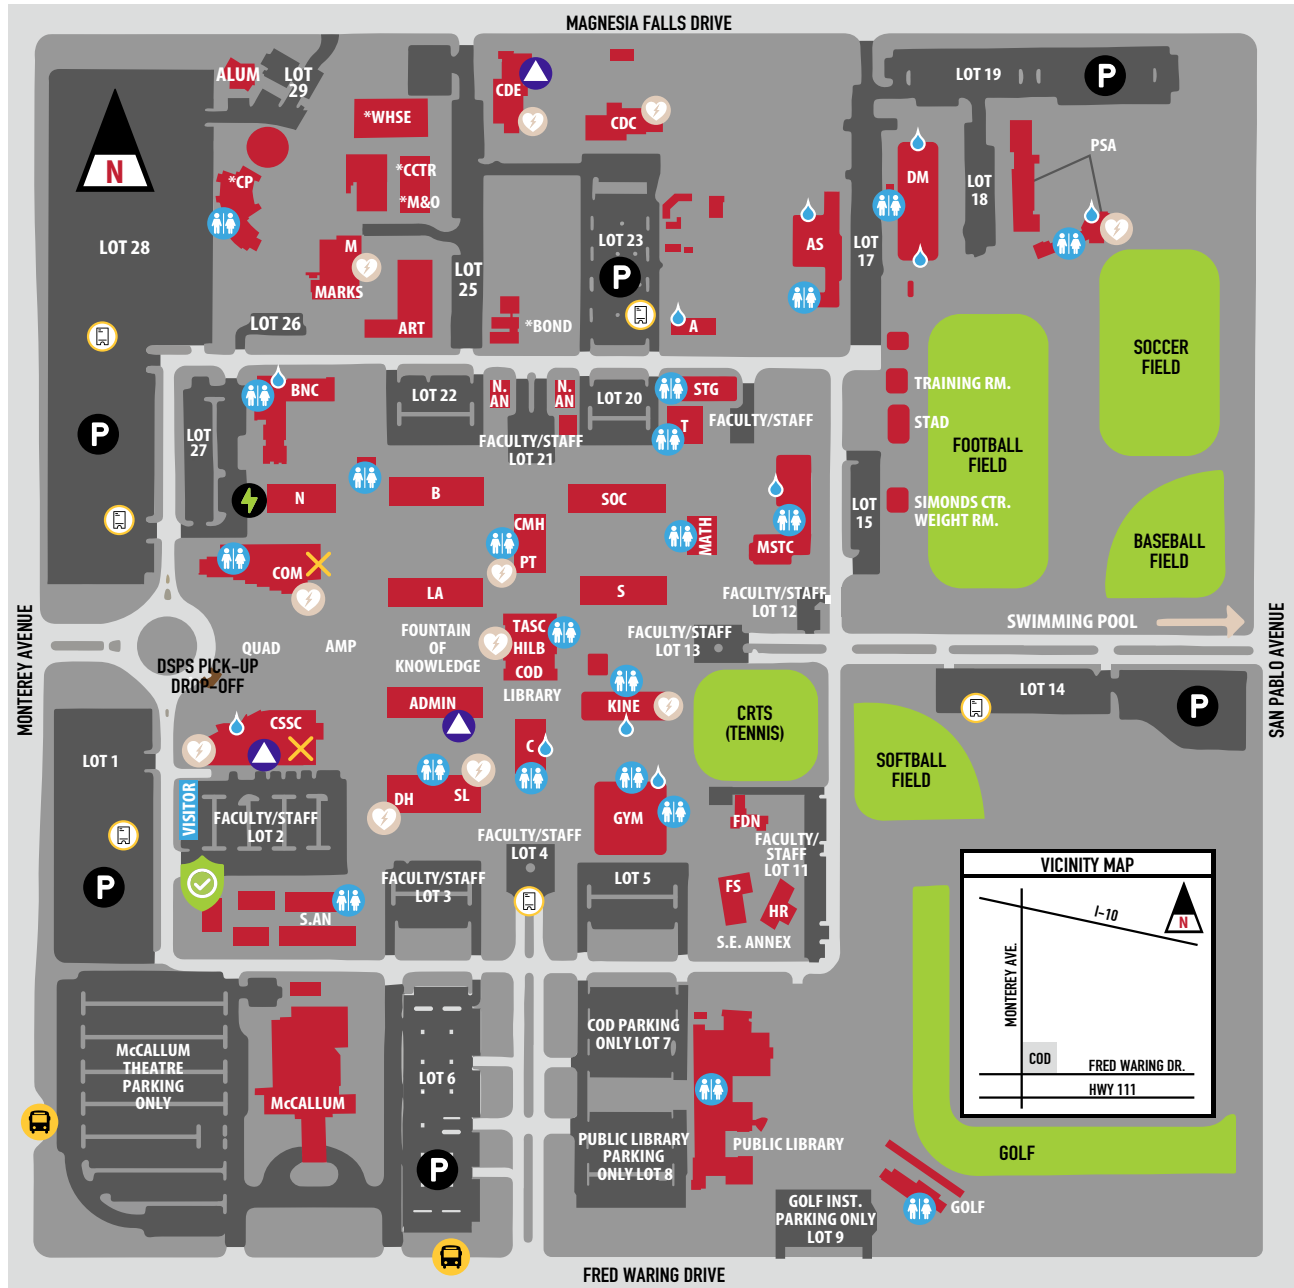 MAGNESIA FALLS DRIVE
ALUM
LOT
29
CDE
LOT 19
P
*WHSE
CDC
N
*CP
*CCTR
*M&O
PSA
DM
LOT
18
LOT 28
M
MARKS
LOT 23
P
AS
LOT
17
LOT
25
ART
LOT 26
*BOND
A
SOCCER
FIELD
BNC
LOT 22
N.
AN
N.
AN
LOT 20
STG
TRAINING RM.
P
LOT
27
FACULTY/STAFF
LOT 21
T
FACULTY/STAFF
STAD
FOOTBALL
FIELD
N
B
SOC
LOT
15
SIMONDS CTR.
WEIGHT RM.
CMH
PT
MATH
MSTC
BASEBALL
FIELD
COM
LA
S
FACULTY/STAFF
LOT 12
MONTEREY AVENUE
SWIMMING POOL
SAN PABLO AVENUE
QUAD
AMP
FOUNTAIN
OF
KNOWLEDGE
TASC
HILB
COD
LIBRARY
FACULTY/STAFF
LOT 13
DSPS PICK-UP
DROP-OFF
ADMIN
KINE
CRTS
(TENNIS)
LOT 14
P
CSSC
C
LOT 1
SOFTBALL
FIELD
VISITOR
FACULTY/STAFF
LOT 2
DH
SL
GYM
FDN
FACULTY/STAFF
LOT 4
FACULTY/
STAFF
LOT 11
P
FACULTY/STAFF
LOT 3
LOT 5
FS
HR
S.AN
S.E. ANNEX
VICINITY MAP
I-10
N
MONTEREY AVE.
COD
FRED WARING DR.
HWY 111
McCALLUM
THEATRE
PARKING
ONLY
McCALLUM
LOT 6
P
COD PARKING
ONLY LOT 7
PUBLIC LIBRARY
PARKING
ONLY LOT 8
PUBLIC LIBRARY
GOLF
GOLF INST.
PARKING ONLY
LOT 9
GOLF
FRED WARING DRIVE